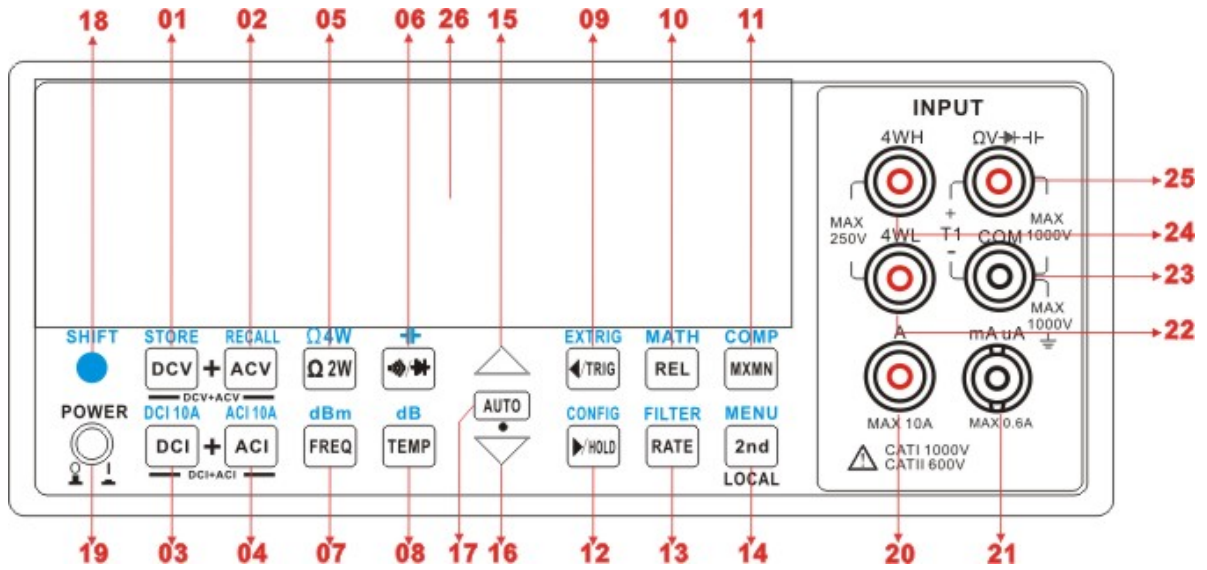 18 01 02 05 06 26 15 09 10 11
INPUT
4WH ΩV
25
MAX
250V
+
T1
-
MAX
1000V
24
4WL COM
23
MAX
1000V
22
SHIFT STORE RECALL Ω4W EXTRIG MATH COMP
DCV + ACV Ω 2W /TRIG REL MXMN
DCV+ACV
A mA uA
AUTO
POWER DCI 10A ACI 10A dBm dB CONFIG FILTER MENU
DCI + ACI FREQ TEMP /HOLD RATE 2nd
DCI+ACI
LOCAL
MAX 10A MAX 0.6A
CATI 1000V
CATII 600V
19 03 04 07 08 17 16 12 13 14 20 21